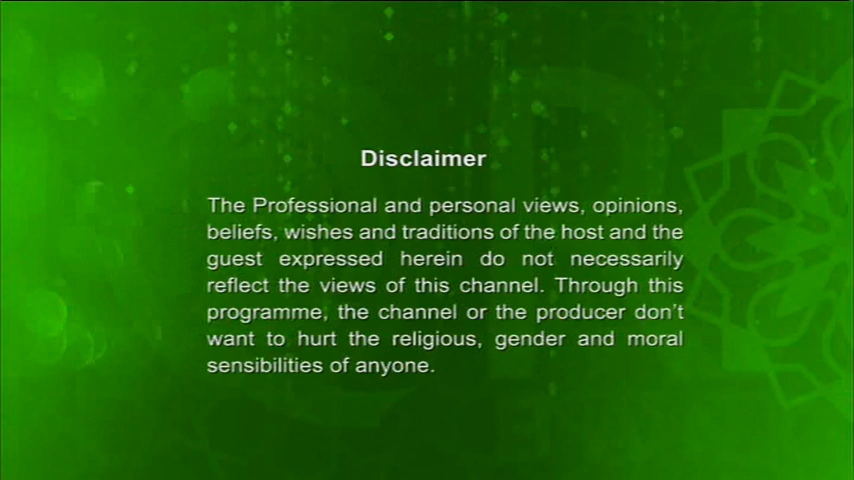 Disclaimer
The Professional and personal views, opinions,
beliefs, wishes and traditions of the host and the
guest expressed herein do not necessarily
reflect the views of this channel. Through this
programme, the channel or the producer don't
want to hurt the religious, gender and moral
sensibilities of anyone.